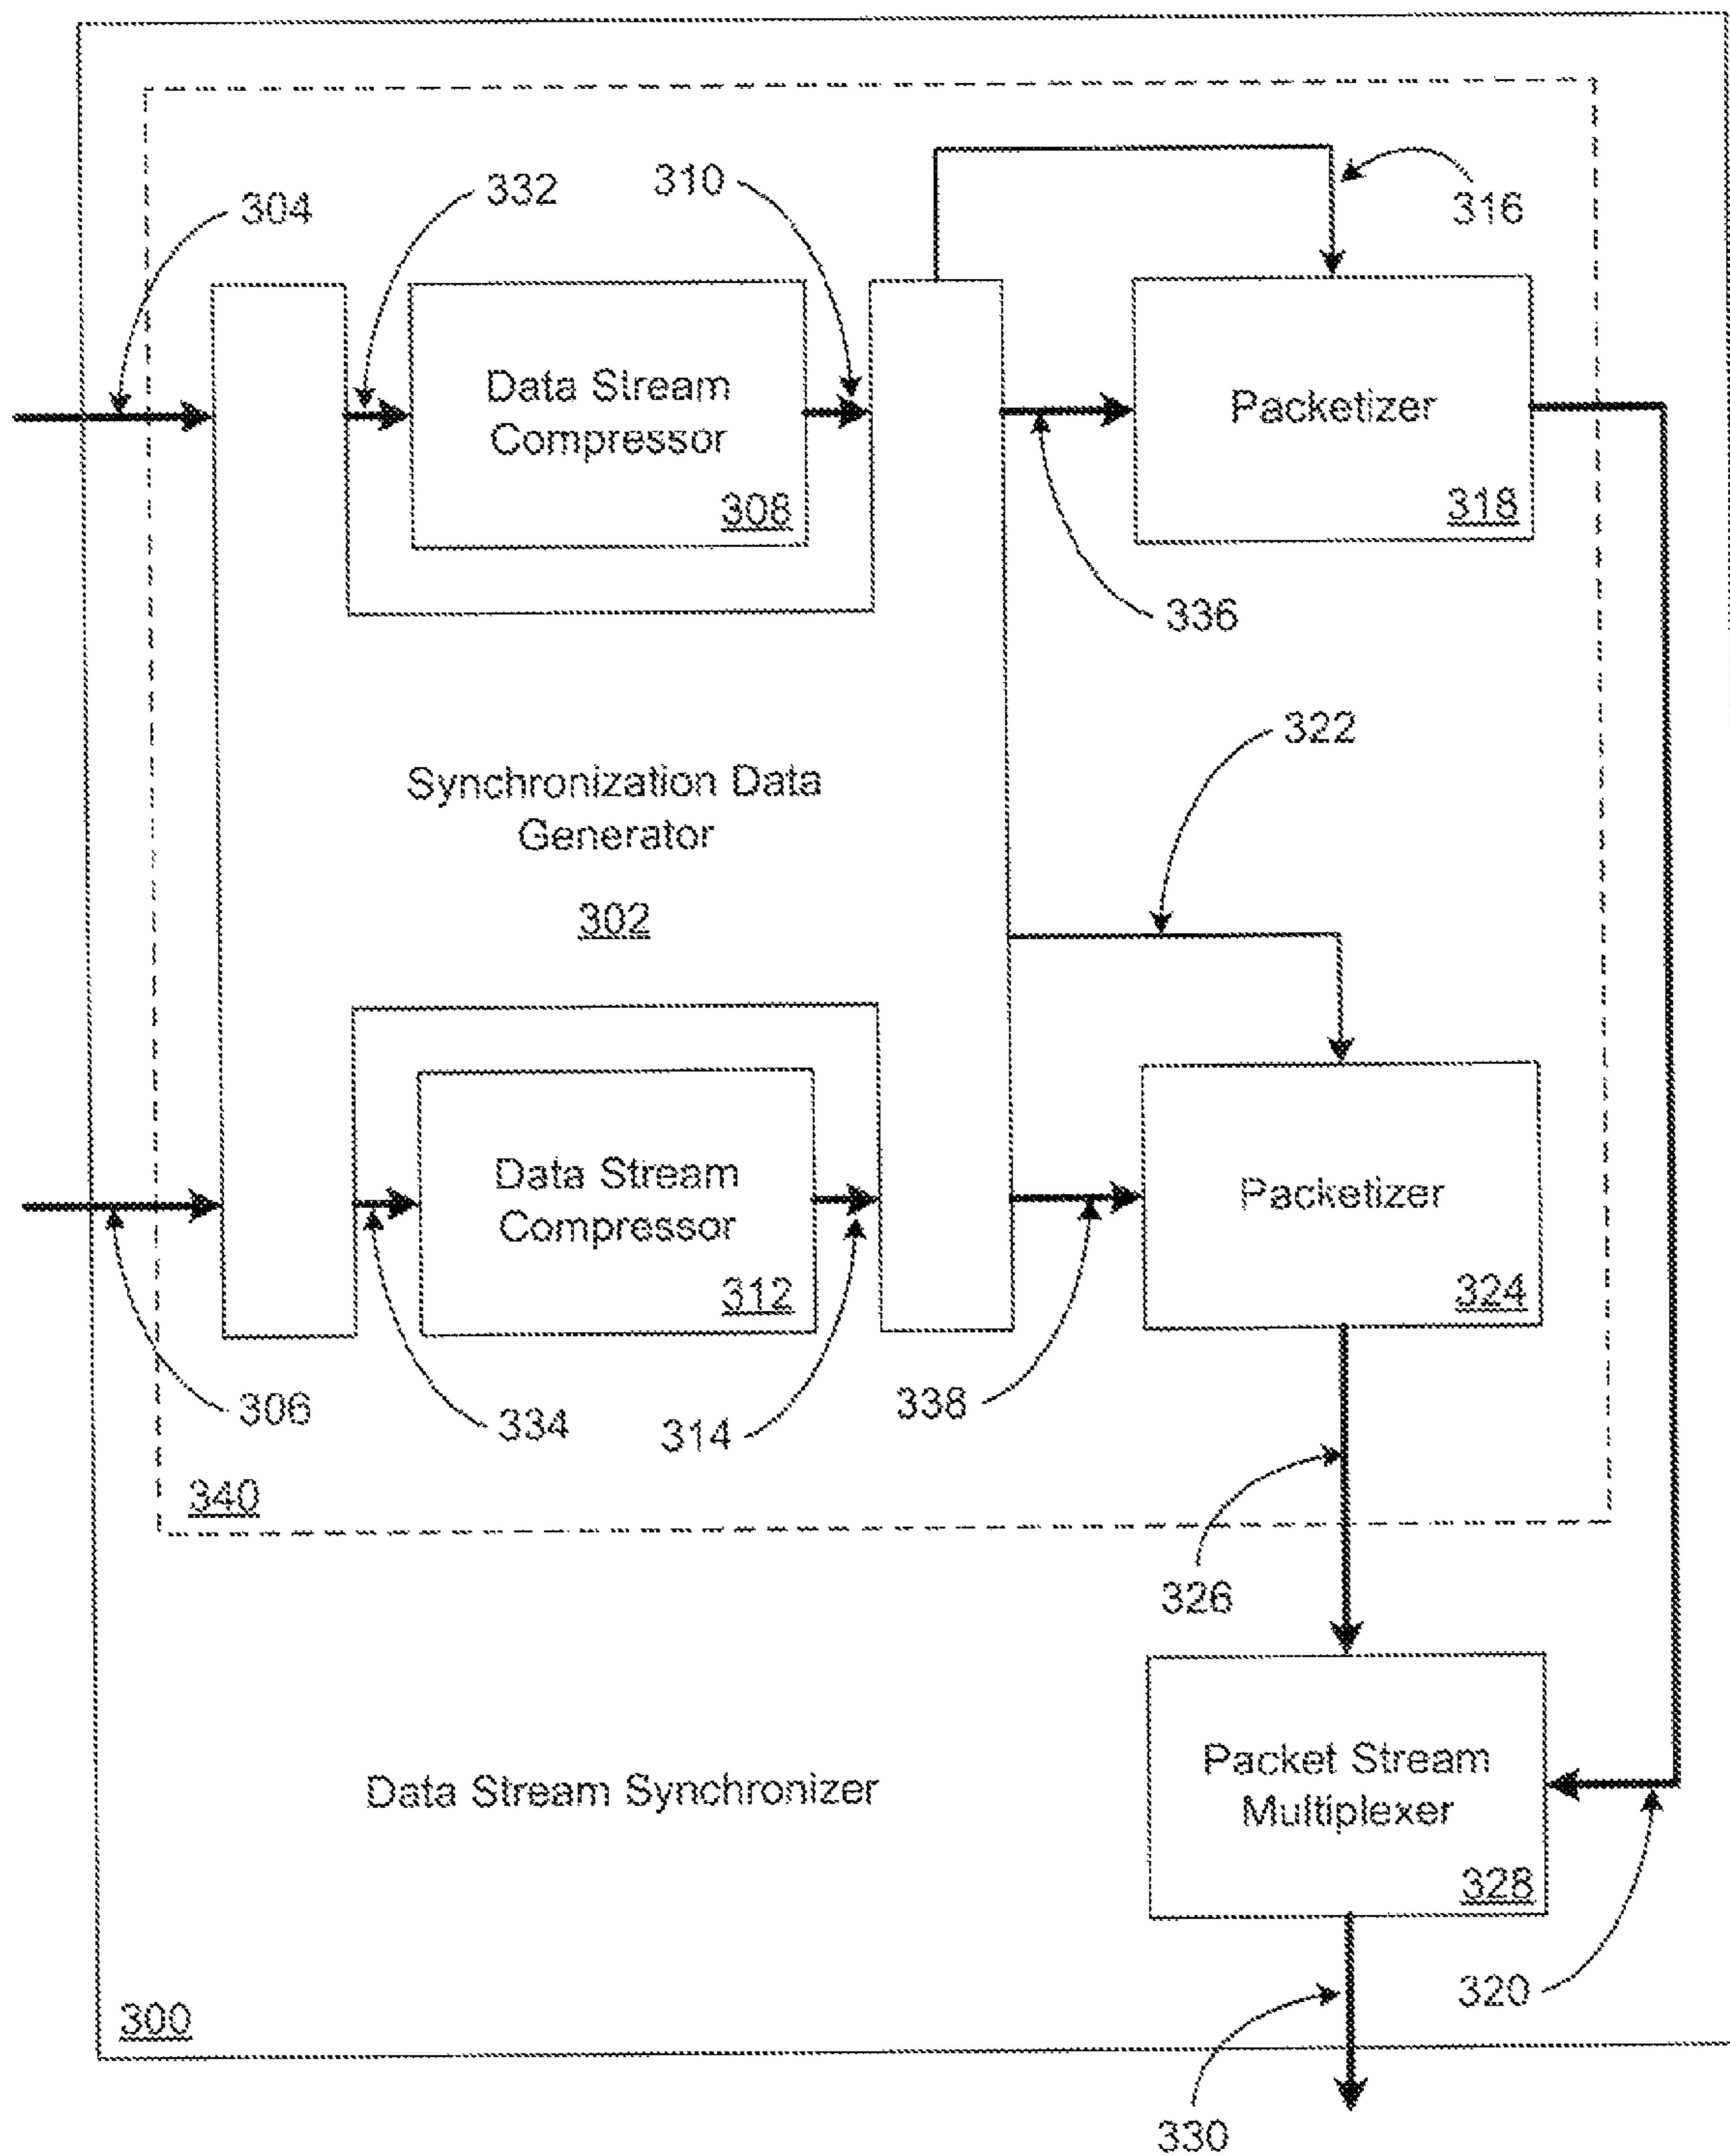 304
332
310
316
Data Stream
Compressor
308
Packetizer
318
336
322
Synchronization Data
Generator
302
Data Stream
Compressor
312
Packetizer
324
306
334
314
338
340
326
Packet Stream
Multiplexer
328
Data Stream Synchronizer
320
300
330